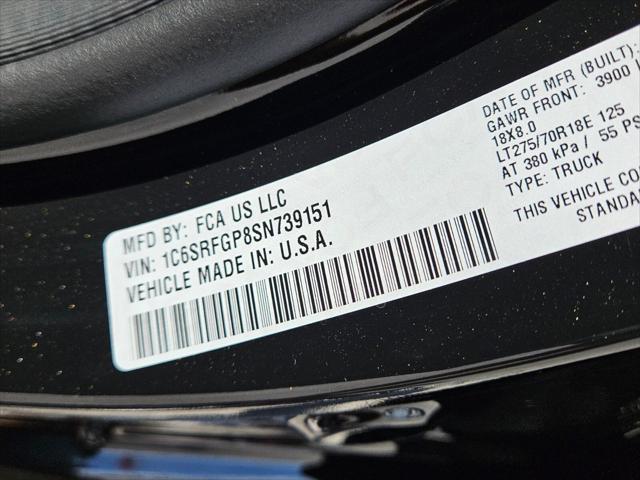 MFD BY: FCA US LLC
VIN: 1C6SRFGP8SN739151
VEHICLE MADE IN: U.S.A.
DATE OF MFR (BUILT):
GAWR FRONT: 3900
18X8.0
LT275/70R18E 125
AT 380 kPa / 55 PS
TYPE: TRUCK
THIS VEHICLE CO
STANDA